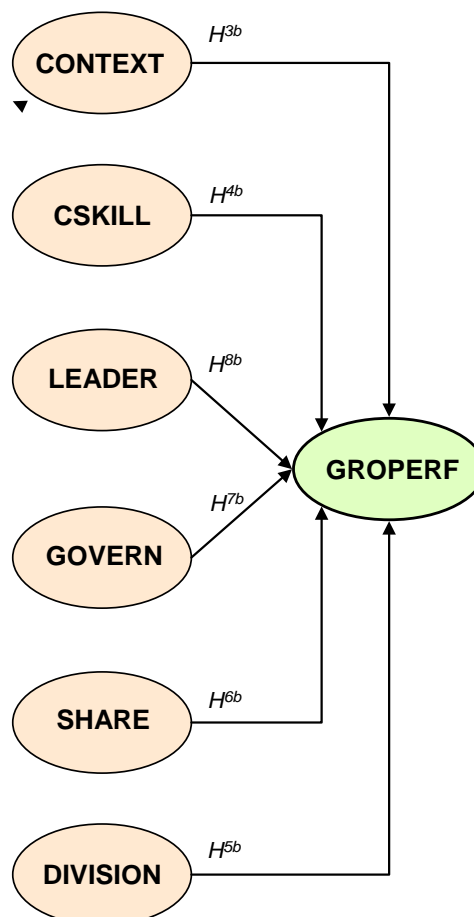 H3b
CONTEXT
H4b
CSKILL
H8b
LEADER
GROPERF
H7b
GOVERN
H6b
SHARE
H5b
DIVISION